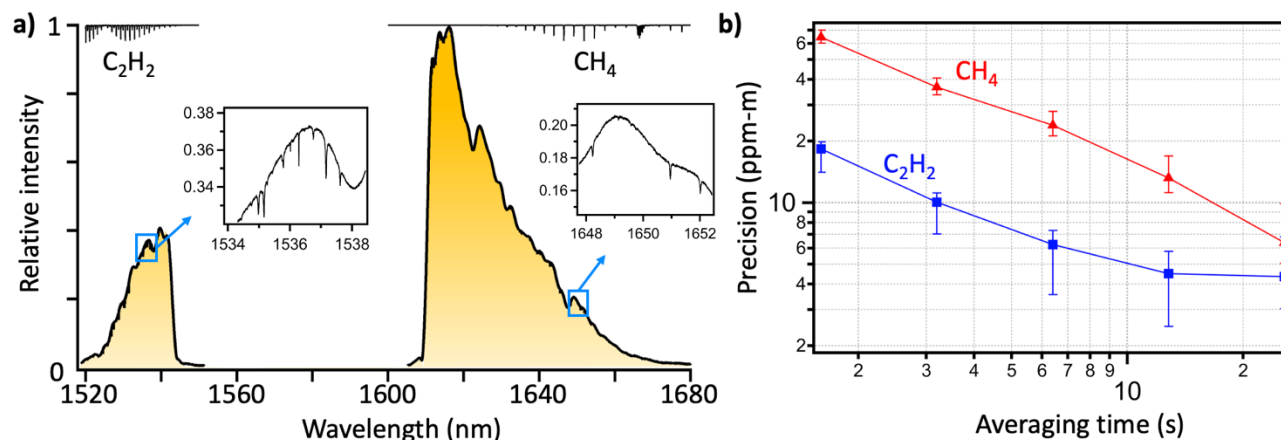 a)
1
C₂H₂
CH₄
0.38
0.36
0.34
1534 1536 1538
0.20
0.18
0.16
1648 1650 1652
Relative intensity
0
1520 1560 1600 1640 1680
Wavelength (nm)
b)
6
4
2
10
8
6
4
2
CH₄
C₂H₂
Precision (ppm-m)
2 3 4 5 6 7 8 9 10 2
Averaging time (s)